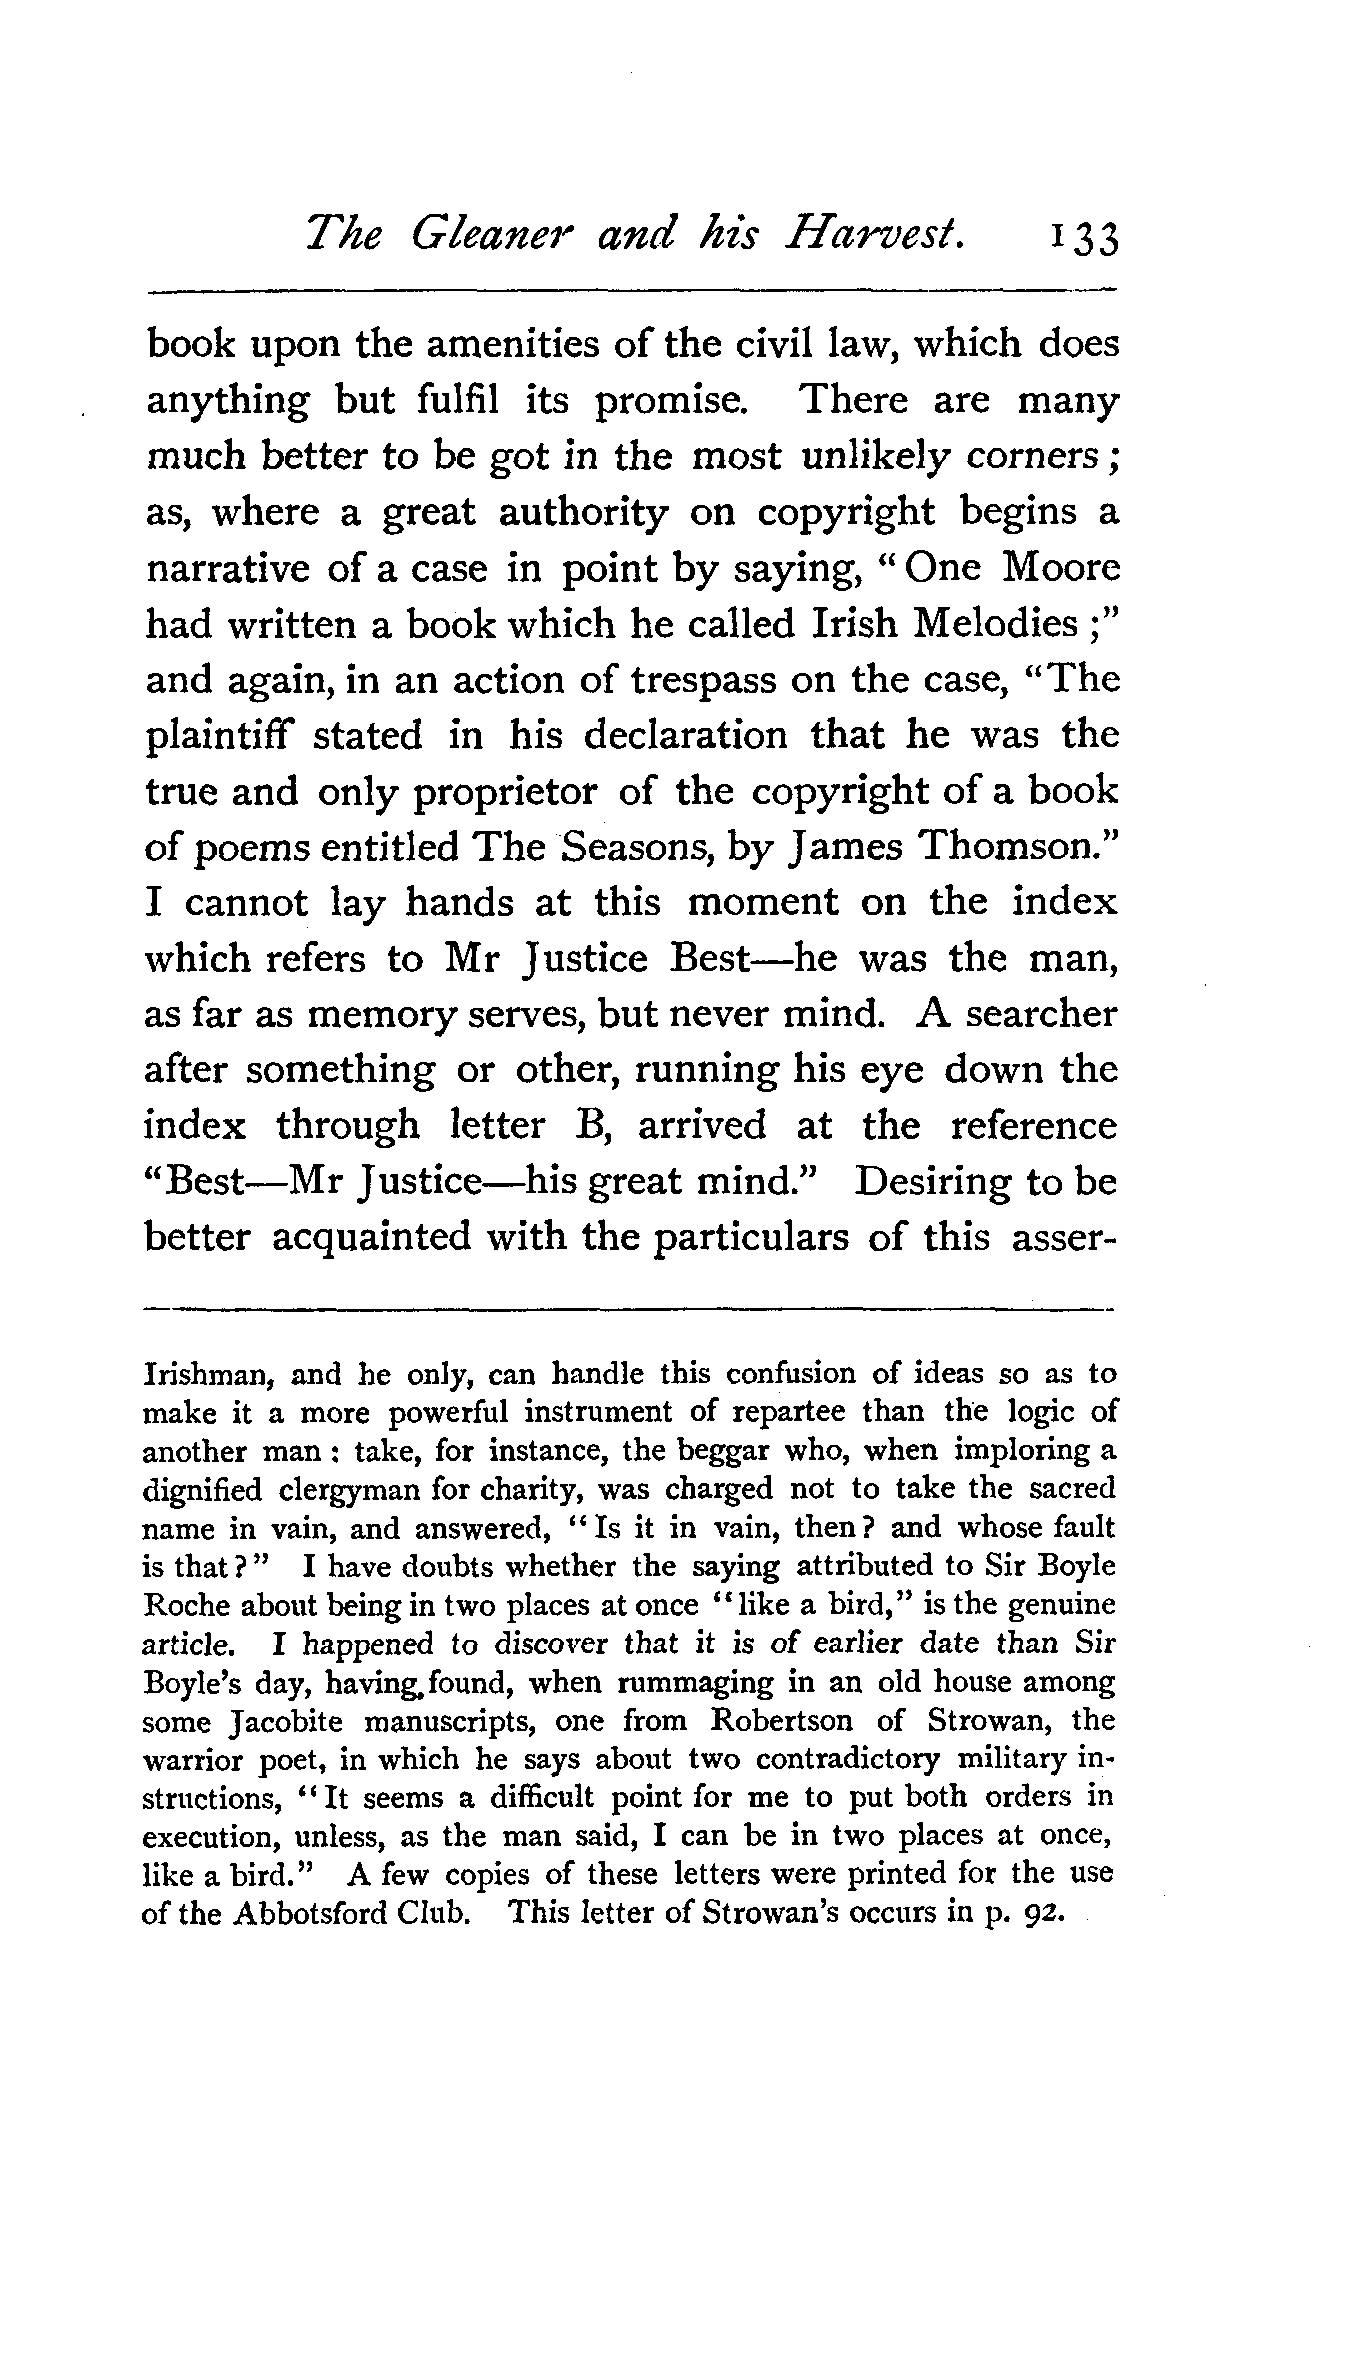 The Gleaner and his Harvest. 133
book upon the amenities of the civil law, which does
anything but fulfil its promise. There are many
much better to be got in the most unlikely corners ;
as, where a great authority on copyright begins a
narrative of a case in point by saying, “ One Moore
had written a book which he called Irish Melodies ;”
and again, in an action of trespass on the case, “The
plaintiff stated in his declaration that he was the
true and only proprietor of the copyright of a book
of poems entitled The Seasons, by James Thomson.”
I cannot lay hands at this moment on the index
which refers to Mr Justice Best—he was the man,
as far as memory serves, but never mind. A searcher
after something or other, running his eye down the
index through letter B, arrived at the reference
“Best—Mr Justice—his great mind.” Desiring to be
better acquainted with the particulars of this asser-
Irishman, and he only, can handle this confusion of ideas so as to
make it a more powerful instrument of repartee than the logic of
another man : take, for instance, the beggar who, when imploring a
dignified clergyman for charity, was charged not to take the sacred
name in vain, and answered, “ Is it in vain, then ? and whose fault
is that ? ” I have doubts whether the saying attributed to Sir Boyle
Roche about being in two places at once “like a bird,” is the genuine
article. I happened to discover that it is of earlier date than Sir
Boyle’s day, having, found, when rummaging in an old house among
some Jacobite manuscripts, one from Robertson of Strowan, the
warrior poet, in which he says about two contradictory military in-
structions, “ It seems a difficult point for me to put both orders in
execution, unless, as the man said, I can be in two places at once,
like a bird.” A few copies of these letters were printed for the use
of the Abbotsford Club. This letter of Strowan’s occurs in p. 92.